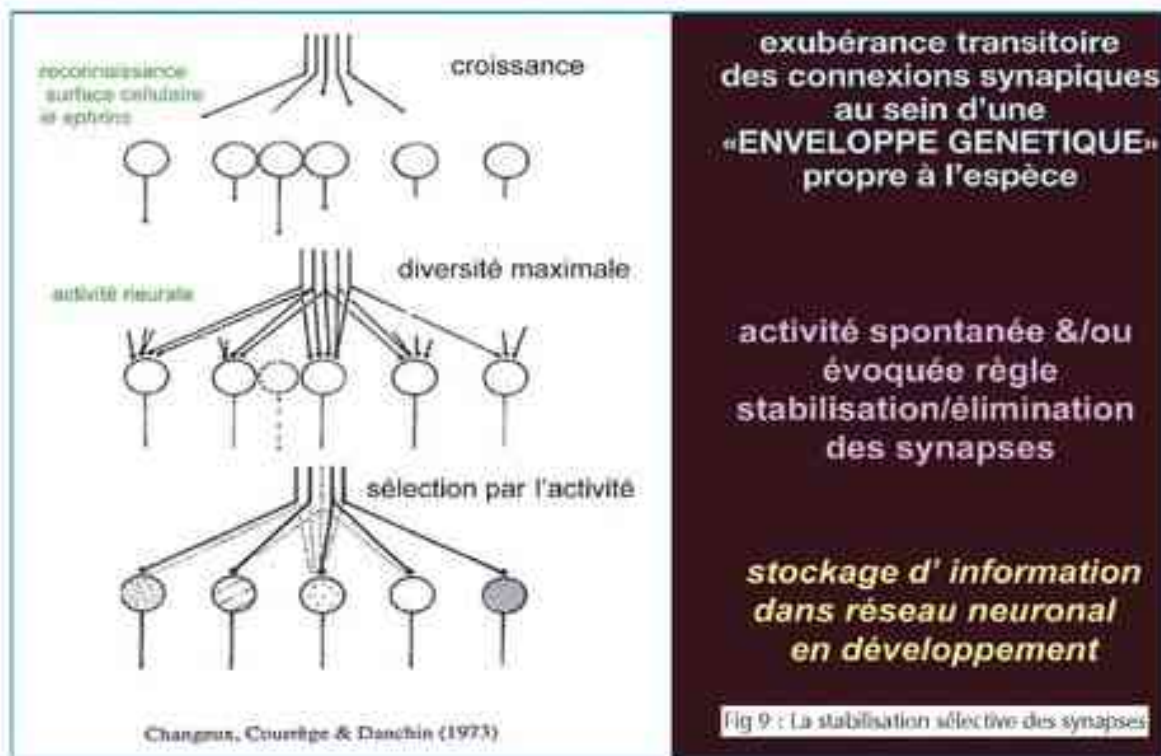 reconnaissance
surface cellulaire
et ephrins
croissance
activité neurale
diversité maximale
sélection par l'activité
Changeux, Courrège & Danchin (1973)
exubérance transitoire
des connexions synapiques
au sein d'une
«ENVELOPPE GENETIQUE»
propre à l'espèce
activité spontanée &/ou
évoquée règle
stabilisation/élimination
des synapses
stockage d' information
dans réseau neuronal
en développement
Fig 9 : La stabilisation sélective des synapses